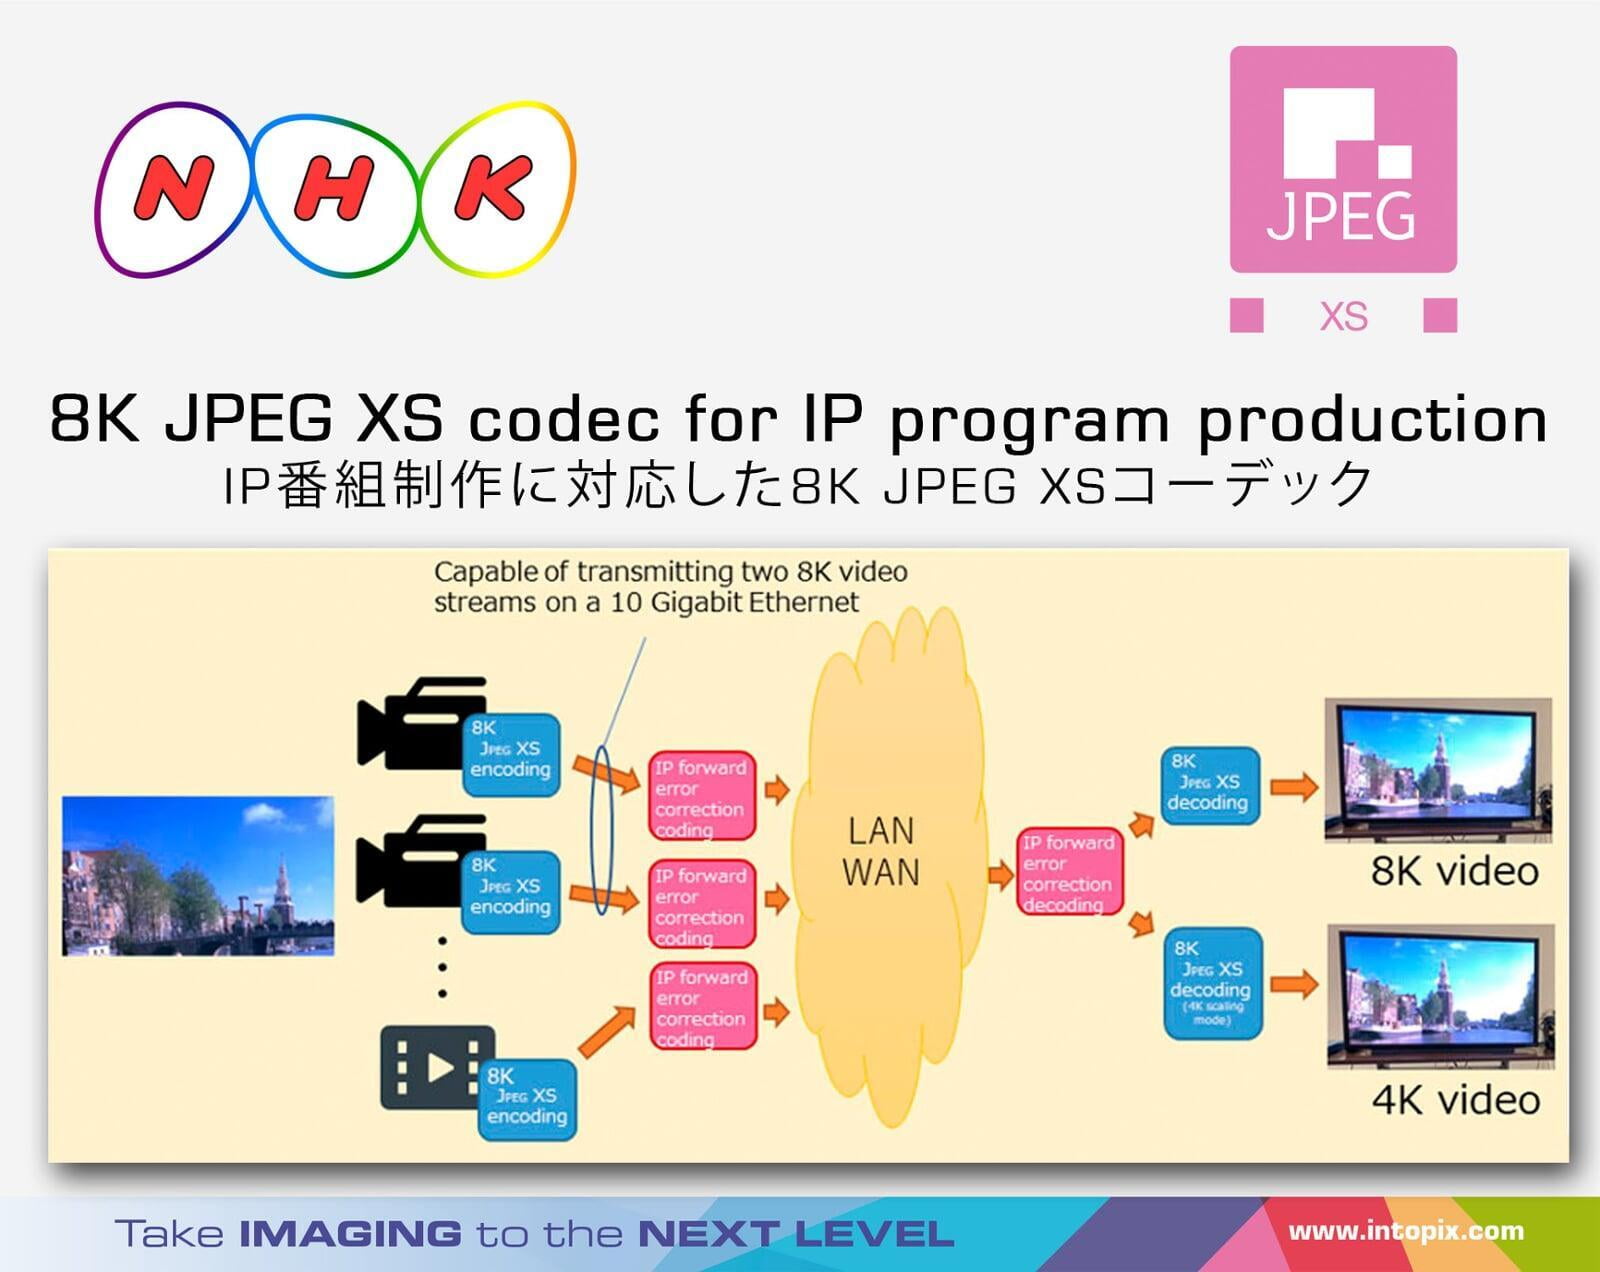 NHK
JPEG
XS
8K JPEG XS codec for IP program production
IP番組制作に対応した8K JPEG XSコーデック
Capable of transmitting two 8K video
streams on a 10 Gigabit Ethernet
8K
JPEG XS
encoding
IP forward
error
correction
coding
8K
JPEG XS
encoding
IP forward
error
correction
coding
8K
JPEG XS
encoding
IP forward
error
correction
coding
LAN
WAN
IP forward
error
correction
decoding
8K
JPEG XS
decoding
8K video
8K
JPEG XS
decoding
(4K scaling
mode)
4K video
Take IMAGING to the NEXT LEVEL
www.intopix.com